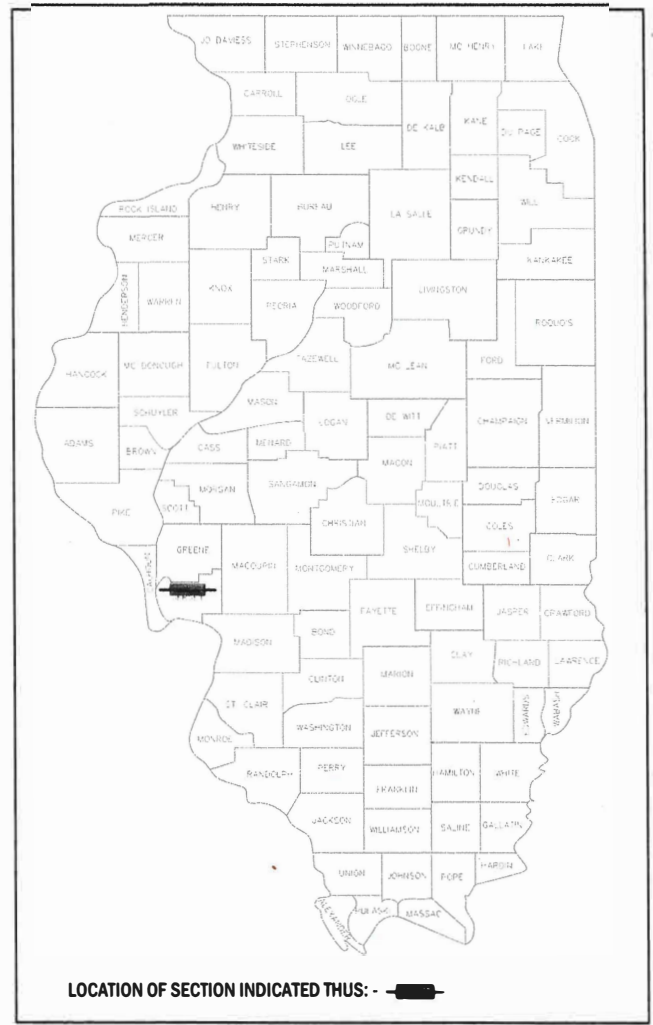 JO DAVIESS STEPHENSON WINNEBAGO BOONE MC HENRY LAKE
CARROLL OGLE
DE KALB KANE DU PAGE COOK
WHITESIDE LEE
KENDALL
ROCK ISLAND HENRY BUREAU LA SALLE WILL
MERCER PUTNAM GRUNDY
STARK MARSHALL KANKAKEE
HENDERSON WARREN KNOX PEORIA WOODFORD LIVINGSTON
ROQUO'S
HANCOCK MC DONOUGH FULTON TAZEWELL MC LEAN FORD
SCHUYLER MASON
ADAMS BROWN CASS MENARD LOGAN DE WITT PIATT CHAMPAIGN VERMILION
MACON
PIKE SCOTT MORGAN SANGAMON MOULTRIE DOUGLAS EDGAR
CHRISTIAN COLES
CALHOUN GREENE MACOUPIN MONTGOMERY SHELBY CUMBERLAND CLARK
FAYETTE EFFINGHAM JASPER CRAWFORD
MADISON BOND
CLAY RICHLAND LAWRENCE
CLINTON MARION
ST. CLAIR WAYNE EDWARDS WABASH
WASHINGTON JEFFERSON
MONROE
RANDOLPH PERRY HAMILTON WHITE
FRANKLIN
JACKSON WILLIAMSON SALINE GALLATIN
UNION JOHNSON POPE HARDIN
ALEXANDER PULASKI MASSAC
LOCATION OF SECTION INDICATED THUS: -